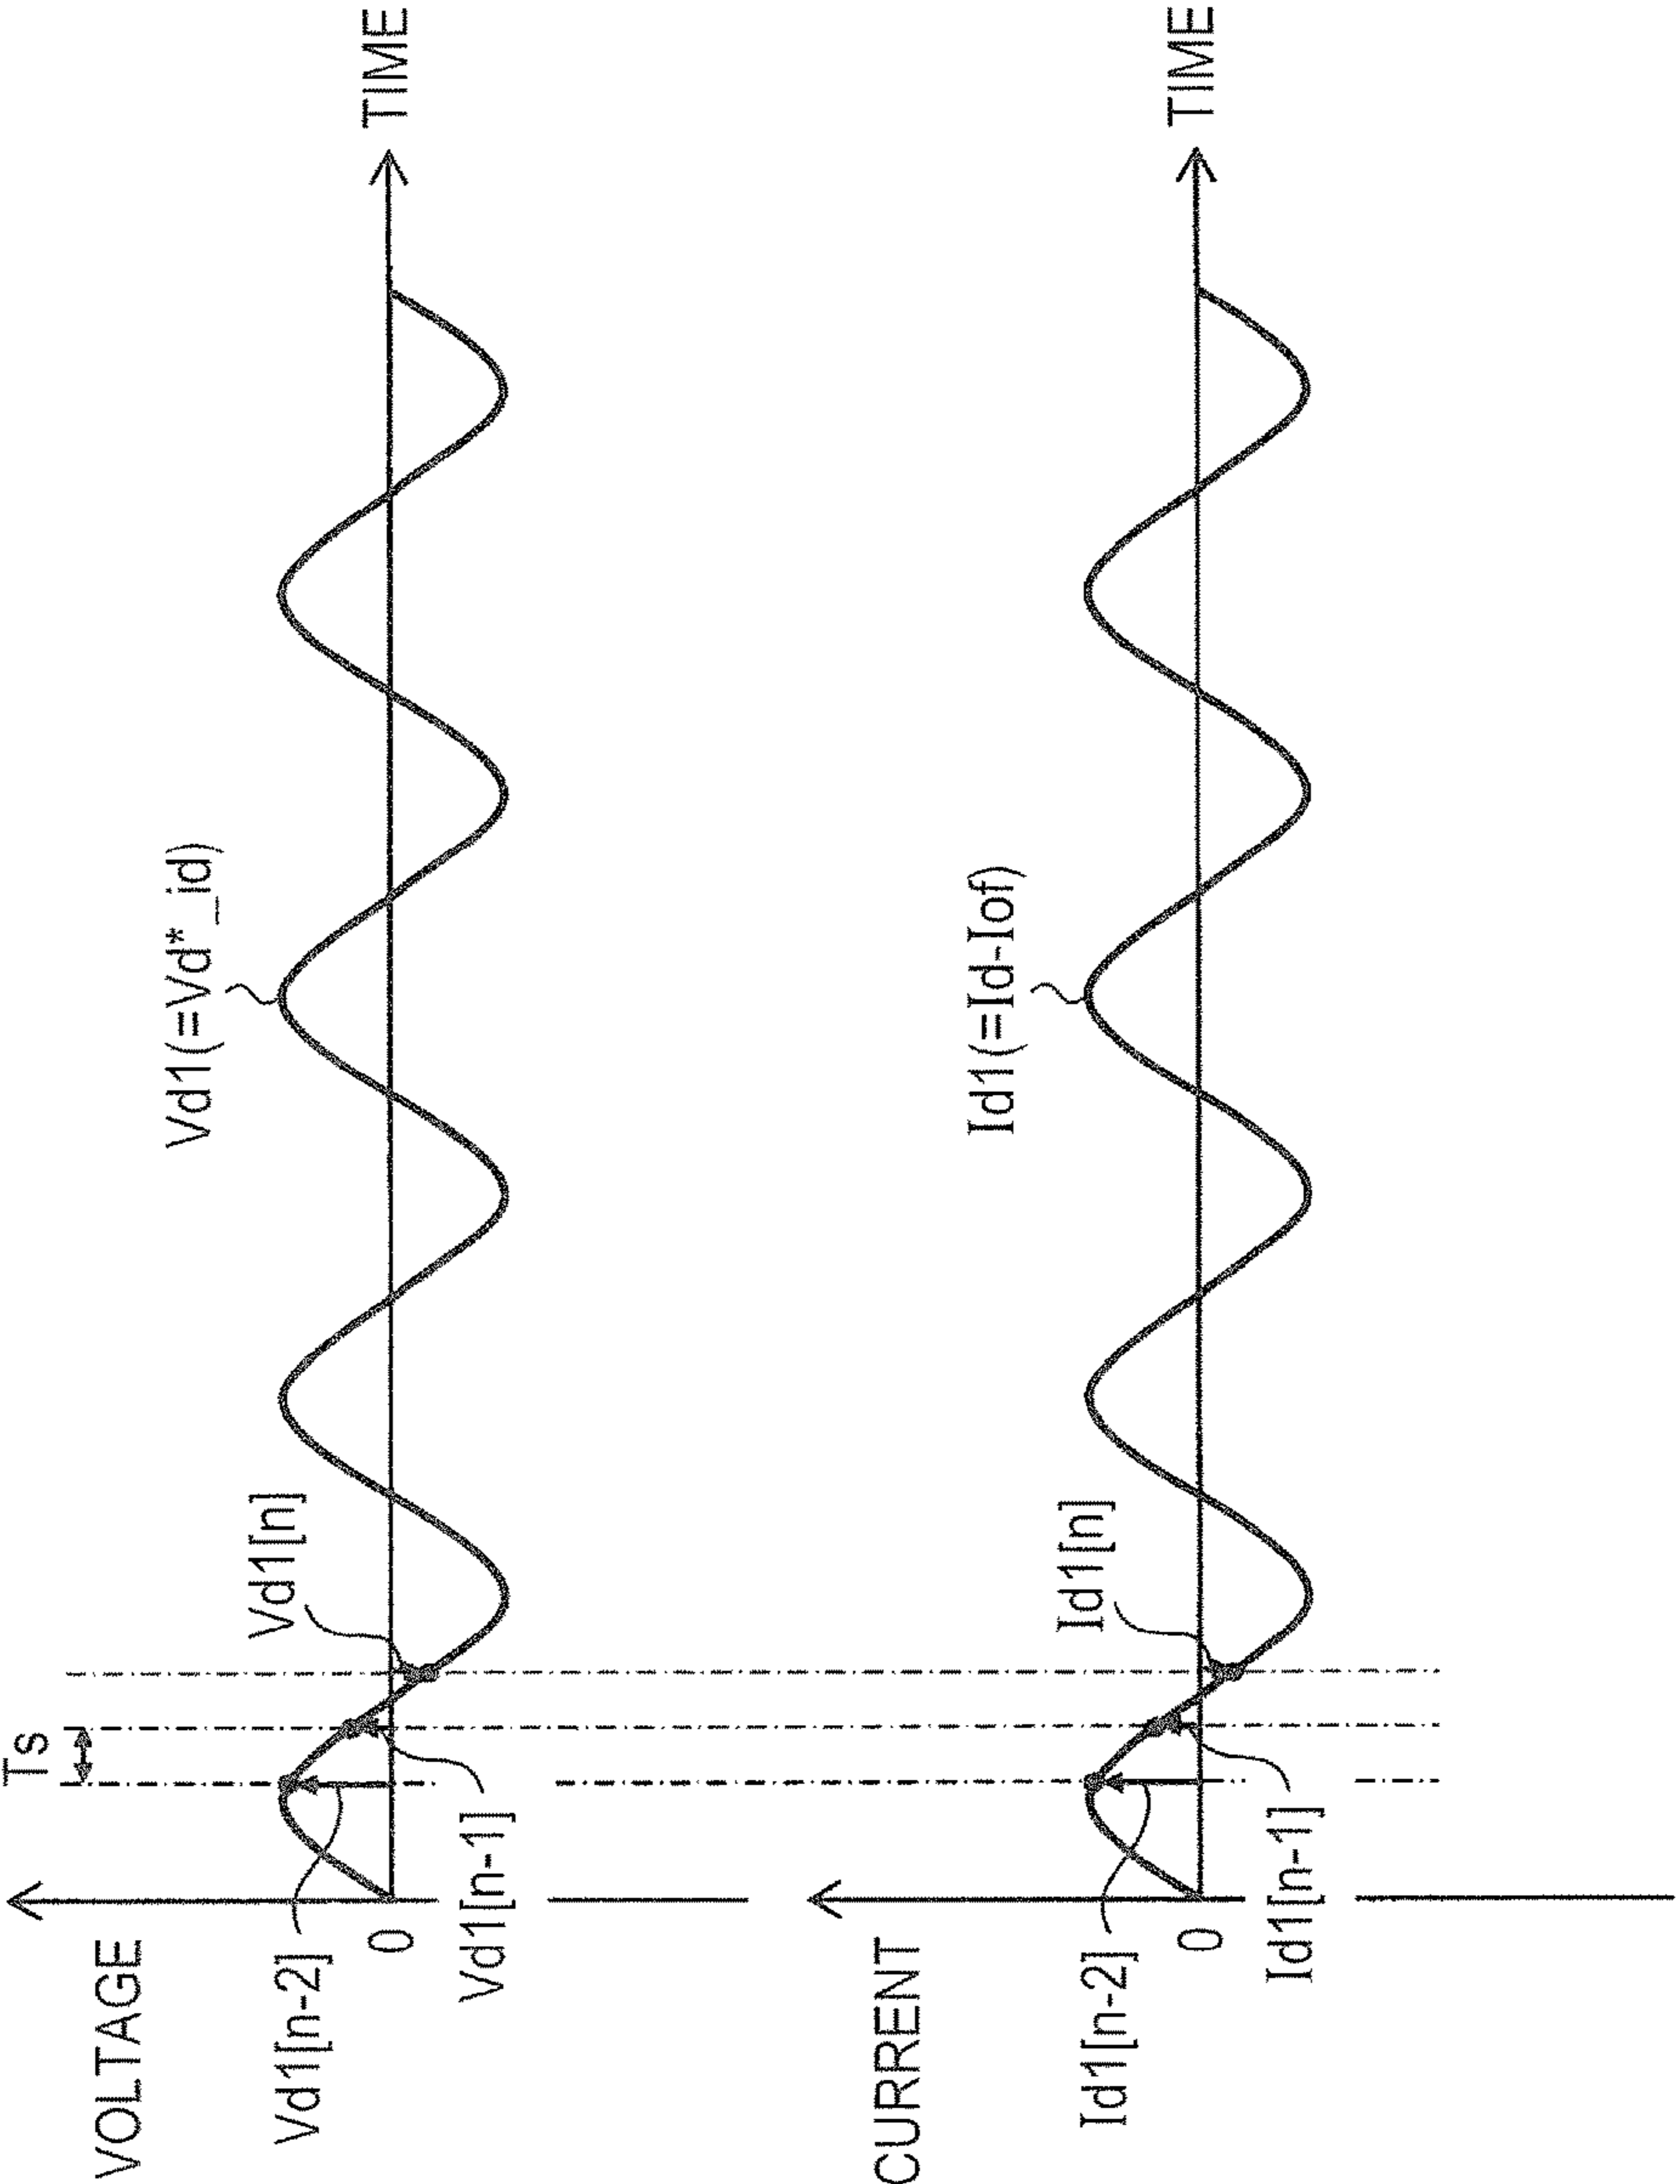 VOLTAGE
Ts
Vd1(=Vd*_id)
Vd1[n-2]
Vd1[n]
0
TIME
Vd1[n-1]
CURRENT
Id1(=Id-Iof)
Id1[n-2]
Id1[n]
0
TIME
Id1[n-1]